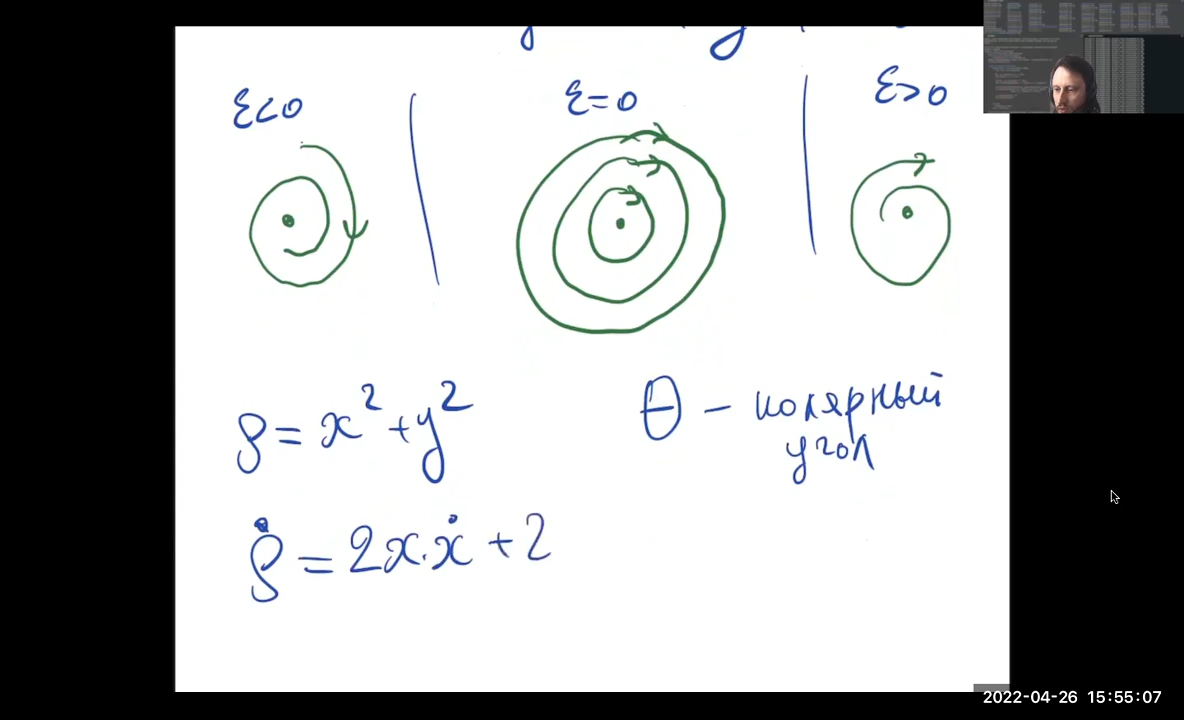 ε<0
ε=0
ε>0
ρ = x² + y²
θ – полярный
угол
ρ̇ = 2x·ẋ + 2
2022-04-26 15:55:07